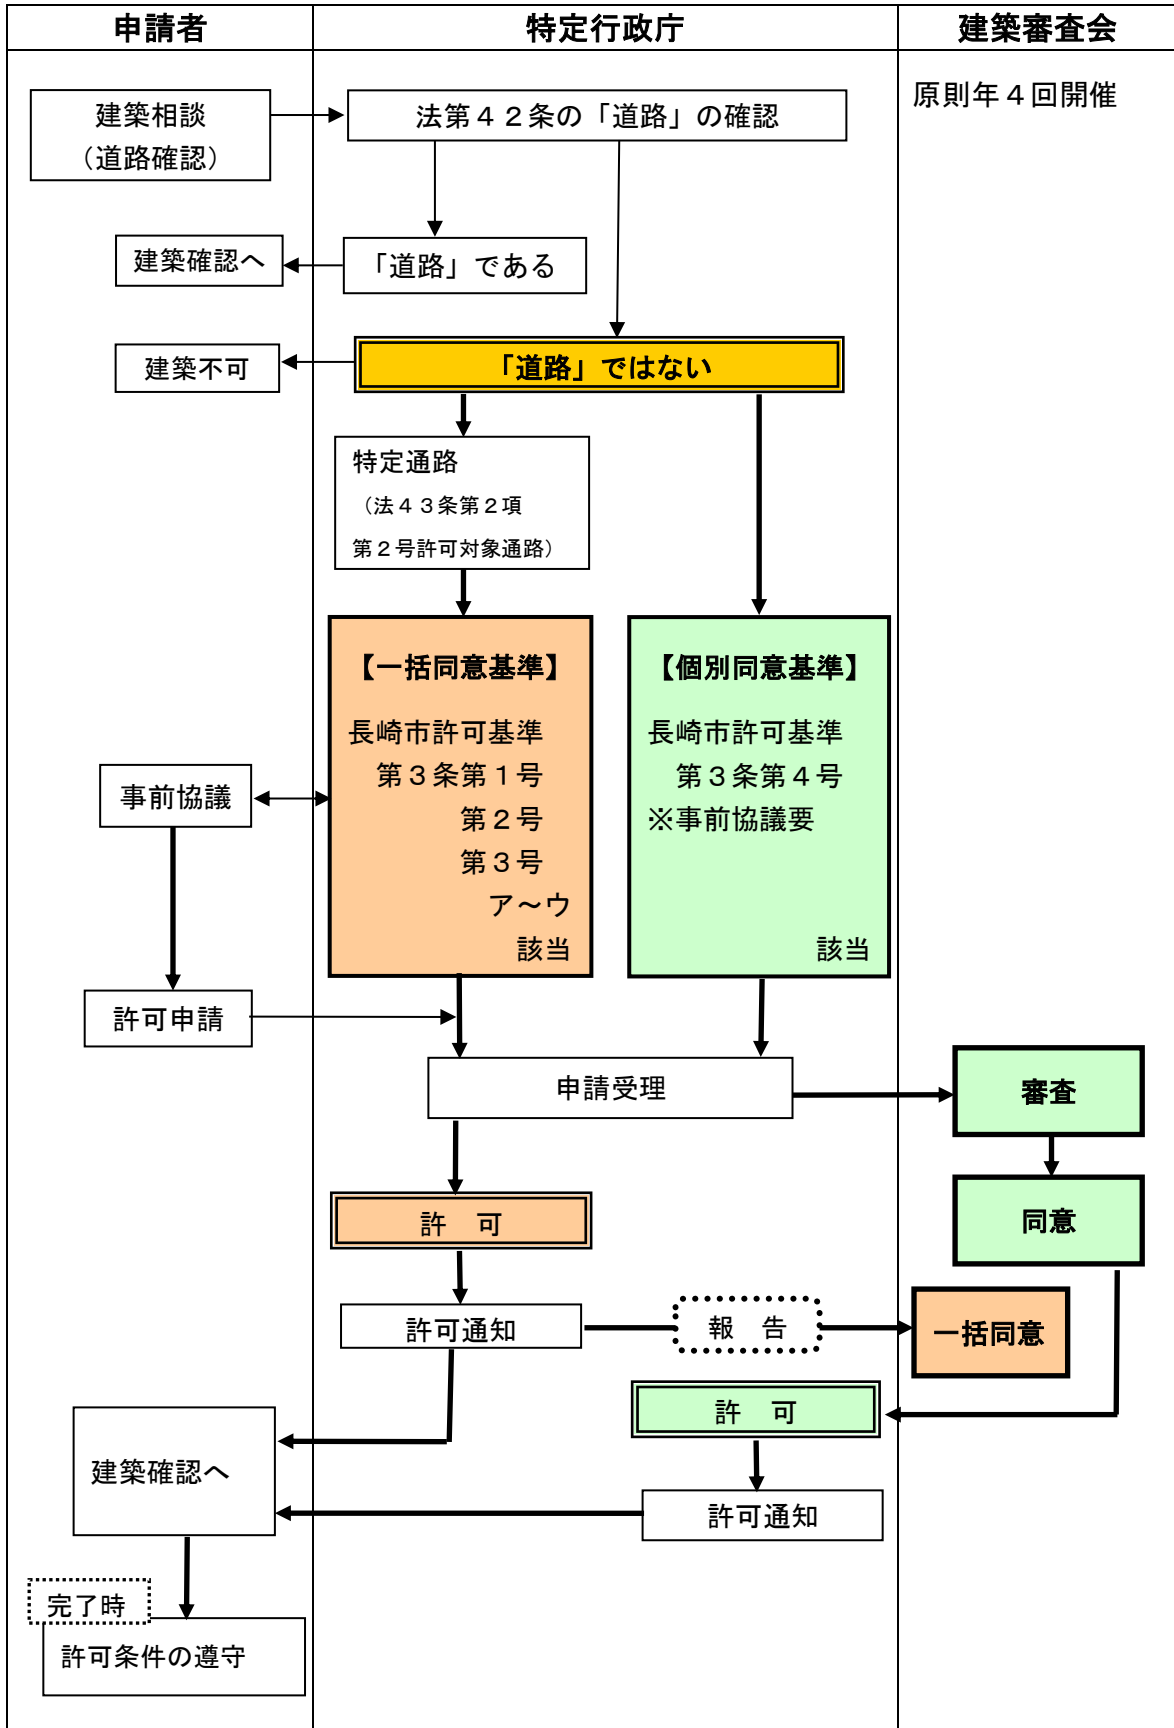 申請者
特定行政庁
建築審査会
原則年４回開催
建築相談
（道路確認）
法第４２条の「道路」の確認
建築確認へ
「道路」である
建築不可
「道路」ではない
特定通路
（法４３条第２項
第２号許可対象通路）
【一括同意基準】
長崎市許可基準
第３条第１号
第２号
第３号
ア～ウ
該当
【個別同意基準】
長崎市許可基準
第３条第４号
※事前協議要
該当
事前協議
許可申請
申請受理
審査
同意
許　可
許可通知
報　告
一括同意
許　可
許可通知
建築確認へ
完了時
許可条件の遵守